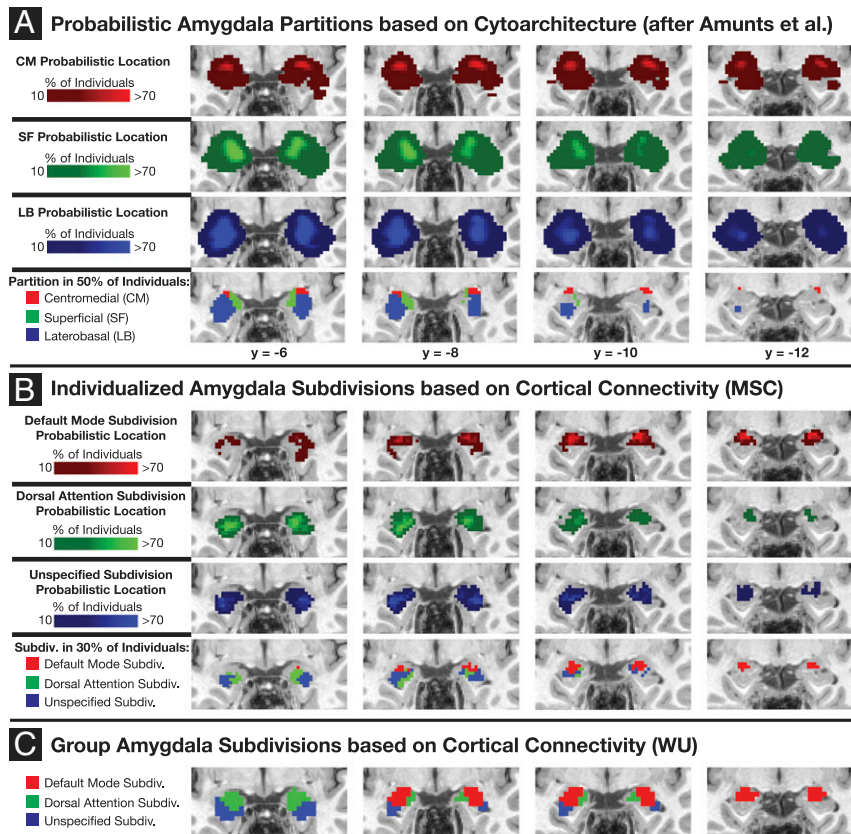 A Probabilistic Amygdala Partitions based on Cytoarchitecture (after Amunts et al.)
CM Probabilistic Location
% of Individuals
10 >70
SF Probabilistic Location
% of Individuals
10 >70
LB Probabilistic Location
% of Individuals
10 >70
Partition in 50% of Individuals:
Centromedial (CM)
Superficial (SF)
Laterobasal (LB)
y = -6 y = -8 y = -10 y = -12
B Individualized Amygdala Subdivisions based on Cortical Connectivity (MSC)
Default Mode Subdivision
Probabilistic Location
% of Individuals
10 >70
Dorsal Attention Subdivision
Probabilistic Location
% of Individuals
10 >70
Unspecified Subdivision
Probabilistic Location
% of Individuals
10 >70
Subdiv. in 30% of Individuals:
Default Mode Subdiv.
Dorsal Attention Subdiv.
Unspecified Subdiv.
C Group Amygdala Subdivisions based on Cortical Connectivity (WU)
Default Mode Subdiv.
Dorsal Attention Subdiv.
Unspecified Subdiv.